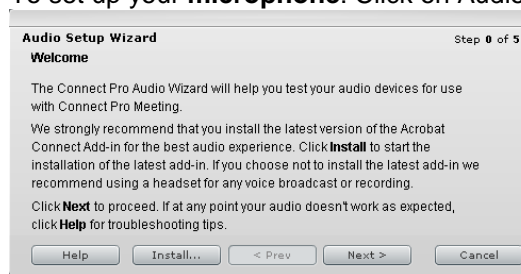 To set up your microphone. Click on Audio
Audio Setup Wizard Step 0 of 5
Welcome
The Connect Pro Audio Wizard will help you test your audio devices for use
with Connect Pro Meeting.
We strongly recommend that you install the latest version of the Acrobat
Connect Add-in for the best audio experience. Click Install to start the
installation of the latest add-in. If you choose not to install the latest add-in we
recommend using a headset for any voice broadcast or recording.
Click Next to proceed. If at any point your audio doesn't work as expected,
click Help for troubleshooting tips.
Help Install... < Prev Next > Cancel